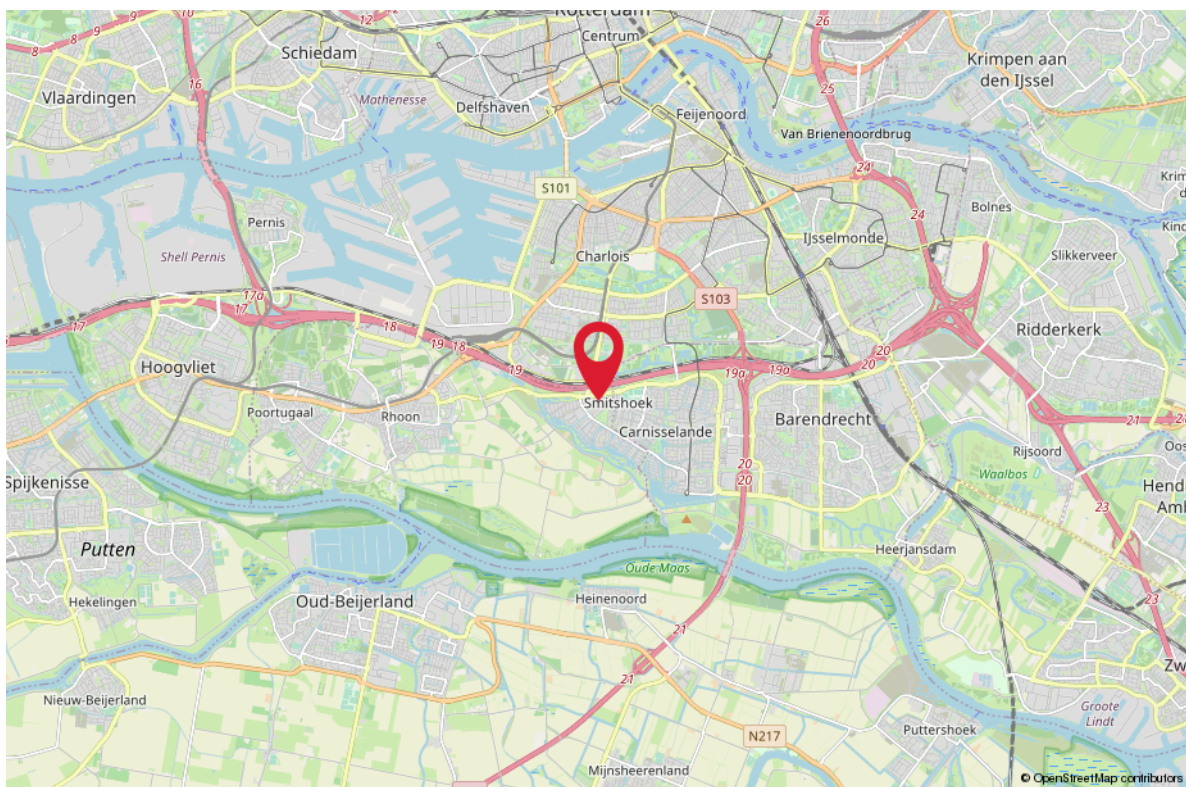 Rotterdam
26
10
12
9
9
8
8
Centrum
Schiedam
Krimpen aan
den IJssel
16
25
Vlaardingen
Mathenesse
Delfshaven
Feijenoord
Van Brienenoordbrug
24
S101
24
Bolnes
Pernis
IJsselmonde
Charlois
Shell Pernis
Slikkerveer
17a
17
17
S103
18
Ridderkerk
19
18
20
20
Hoogvliet
19
19a
19a
Smitshoek
Poortugaal
Rhoon
Barendrecht
21
21
Carnisselande
Rijsoord
20
20
Waalbos
Spijkenisse
23
Putten
Heerjansdam
Oude Maas
Hekelingen
Oud-Beijerland
Heinenoord
23
21
21
Nieuw-Beijerland
Groote
Lindt
Puttershoek
N217
Mijnsheerenland
© OpenStreetMap contributors